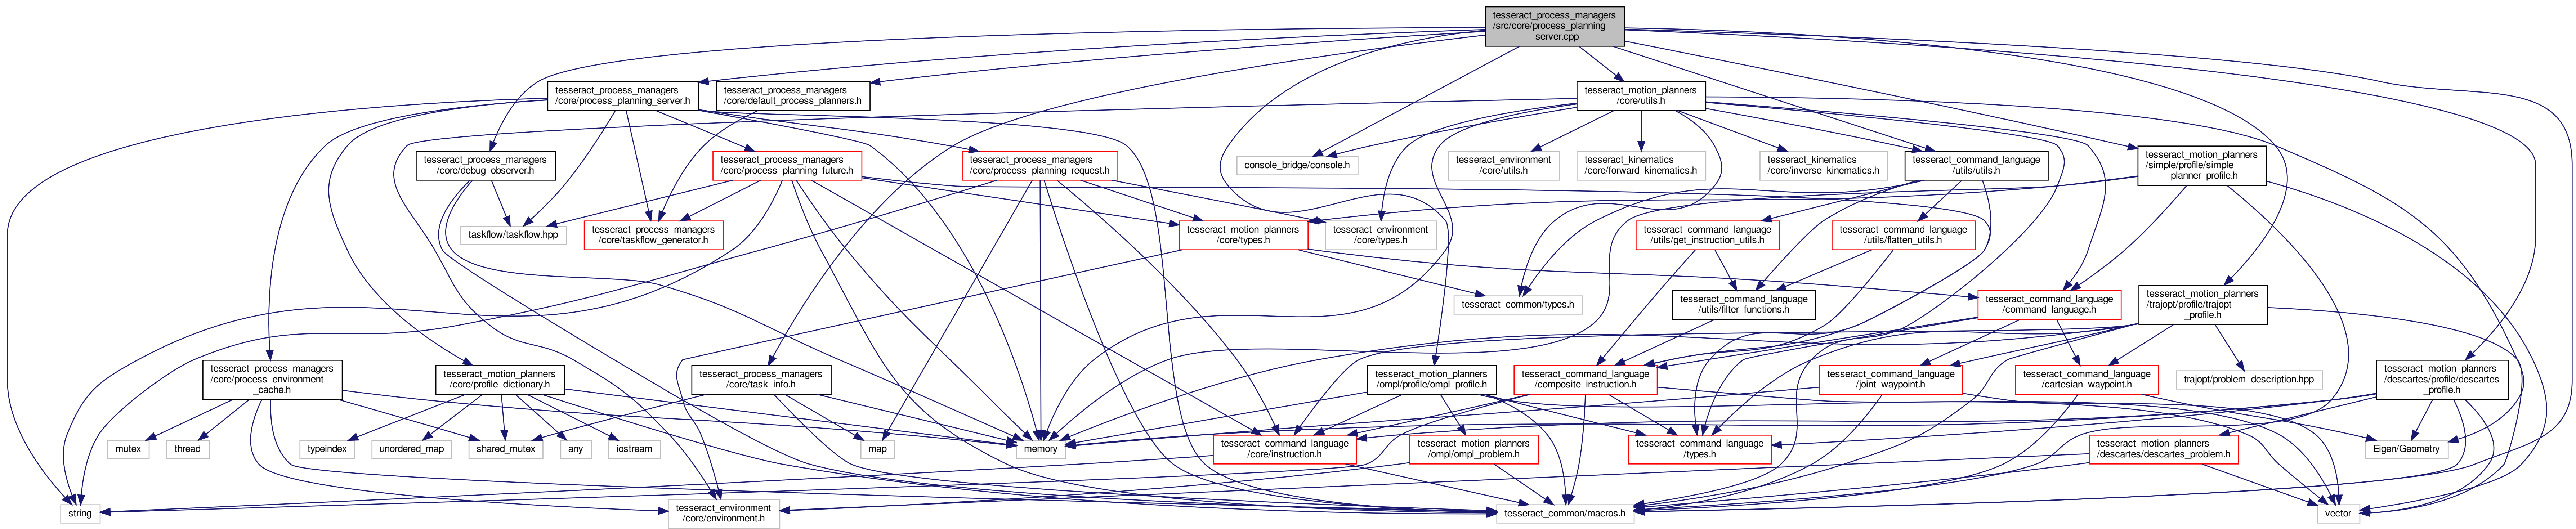 tesseract_process_managers
/src/core/process_planning
_server.cpp
tesseract_process_managers
/core/process_planning_server.h
tesseract_process_managers
/core/default_process_planners.h
tesseract_motion_planners
/core/utils.h
tesseract_process_managers
/core/debug_observer.h
tesseract_process_managers
/core/process_planning_future.h
tesseract_process_managers
/core/process_planning_request.h
console_bridge/console.h
tesseract_environment
/core/utils.h
tesseract_kinematics
/core/forward_kinematics.h
tesseract_kinematics
/core/inverse_kinematics.h
tesseract_command_language
/utils/utils.h
tesseract_motion_planners
/simple/profile/simple
_planner_profile.h
taskflow/taskflow.hpp
tesseract_process_managers
/core/taskflow_generator.h
tesseract_motion_planners
/core/types.h
tesseract_environment
/core/types.h
tesseract_command_language
/utils/get_instruction_utils.h
tesseract_command_language
/utils/flatten_utils.h
tesseract_common/types.h
tesseract_command_language
/utils/filter_functions.h
tesseract_command_language
/command_language.h
tesseract_motion_planners
/trajopt/profile/trajopt
_profile.h
tesseract_process_managers
/core/process_environment
_cache.h
tesseract_motion_planners
/core/profile_dictionary.h
tesseract_process_managers
/core/task_info.h
tesseract_motion_planners
/ompl/profile/ompl_profile.h
tesseract_command_language
/composite_instruction.h
tesseract_command_language
/joint_waypoint.h
tesseract_command_language
/cartesian_waypoint.h
trajopt/problem_description.hpp
tesseract_motion_planners
/descartes/profile/descartes
_profile.h
mutex
thread
typeindex
unordered_map
shared_mutex
any
iostream
map
memory
tesseract_command_language
/core/instruction.h
tesseract_motion_planners
/ompl/ompl_problem.h
tesseract_command_language
/types.h
tesseract_motion_planners
/descartes/descartes_problem.h
Eigen/Geometry
string
tesseract_environment
/core/environment.h
tesseract_common/macros.h
vector